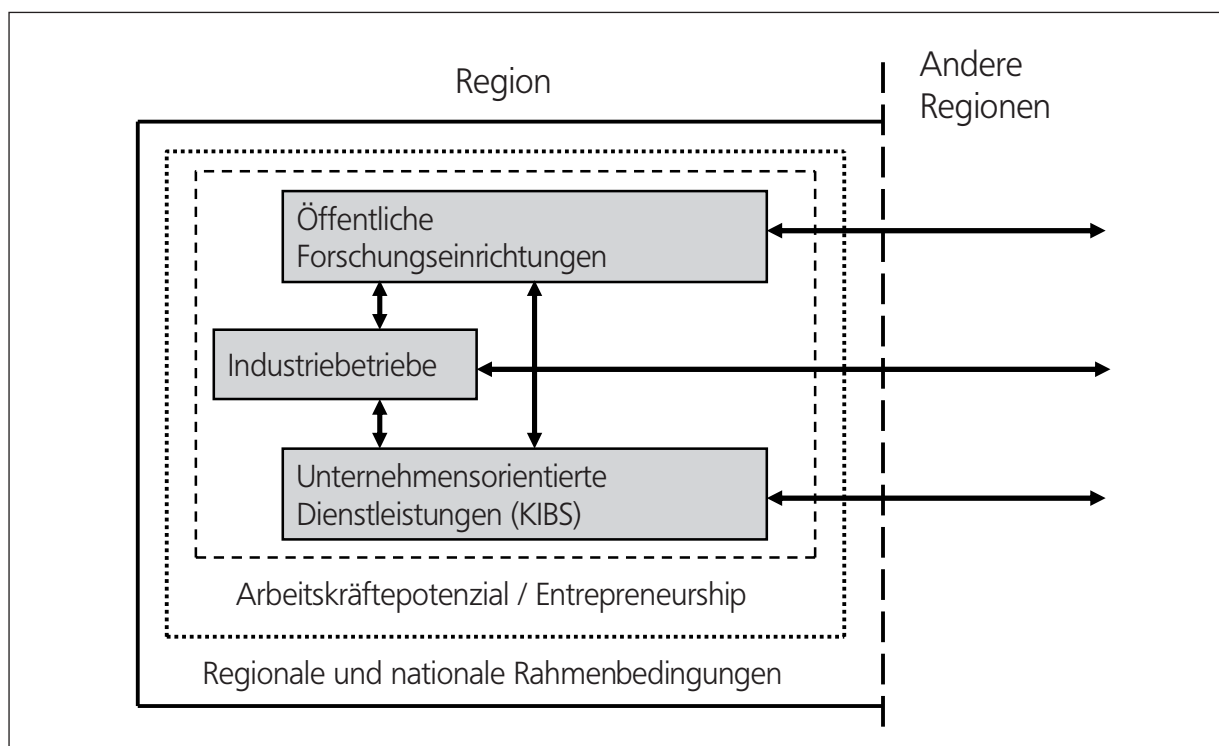 Region
Andere
Regionen
Öffentliche
Forschungseinrichtungen
Industriebetriebe
Unternehmensorientierte
Dienstleistungen (KIBS)
Arbeitskräftepotenzial / Entrepreneurship
Regionale und nationale Rahmenbedingungen